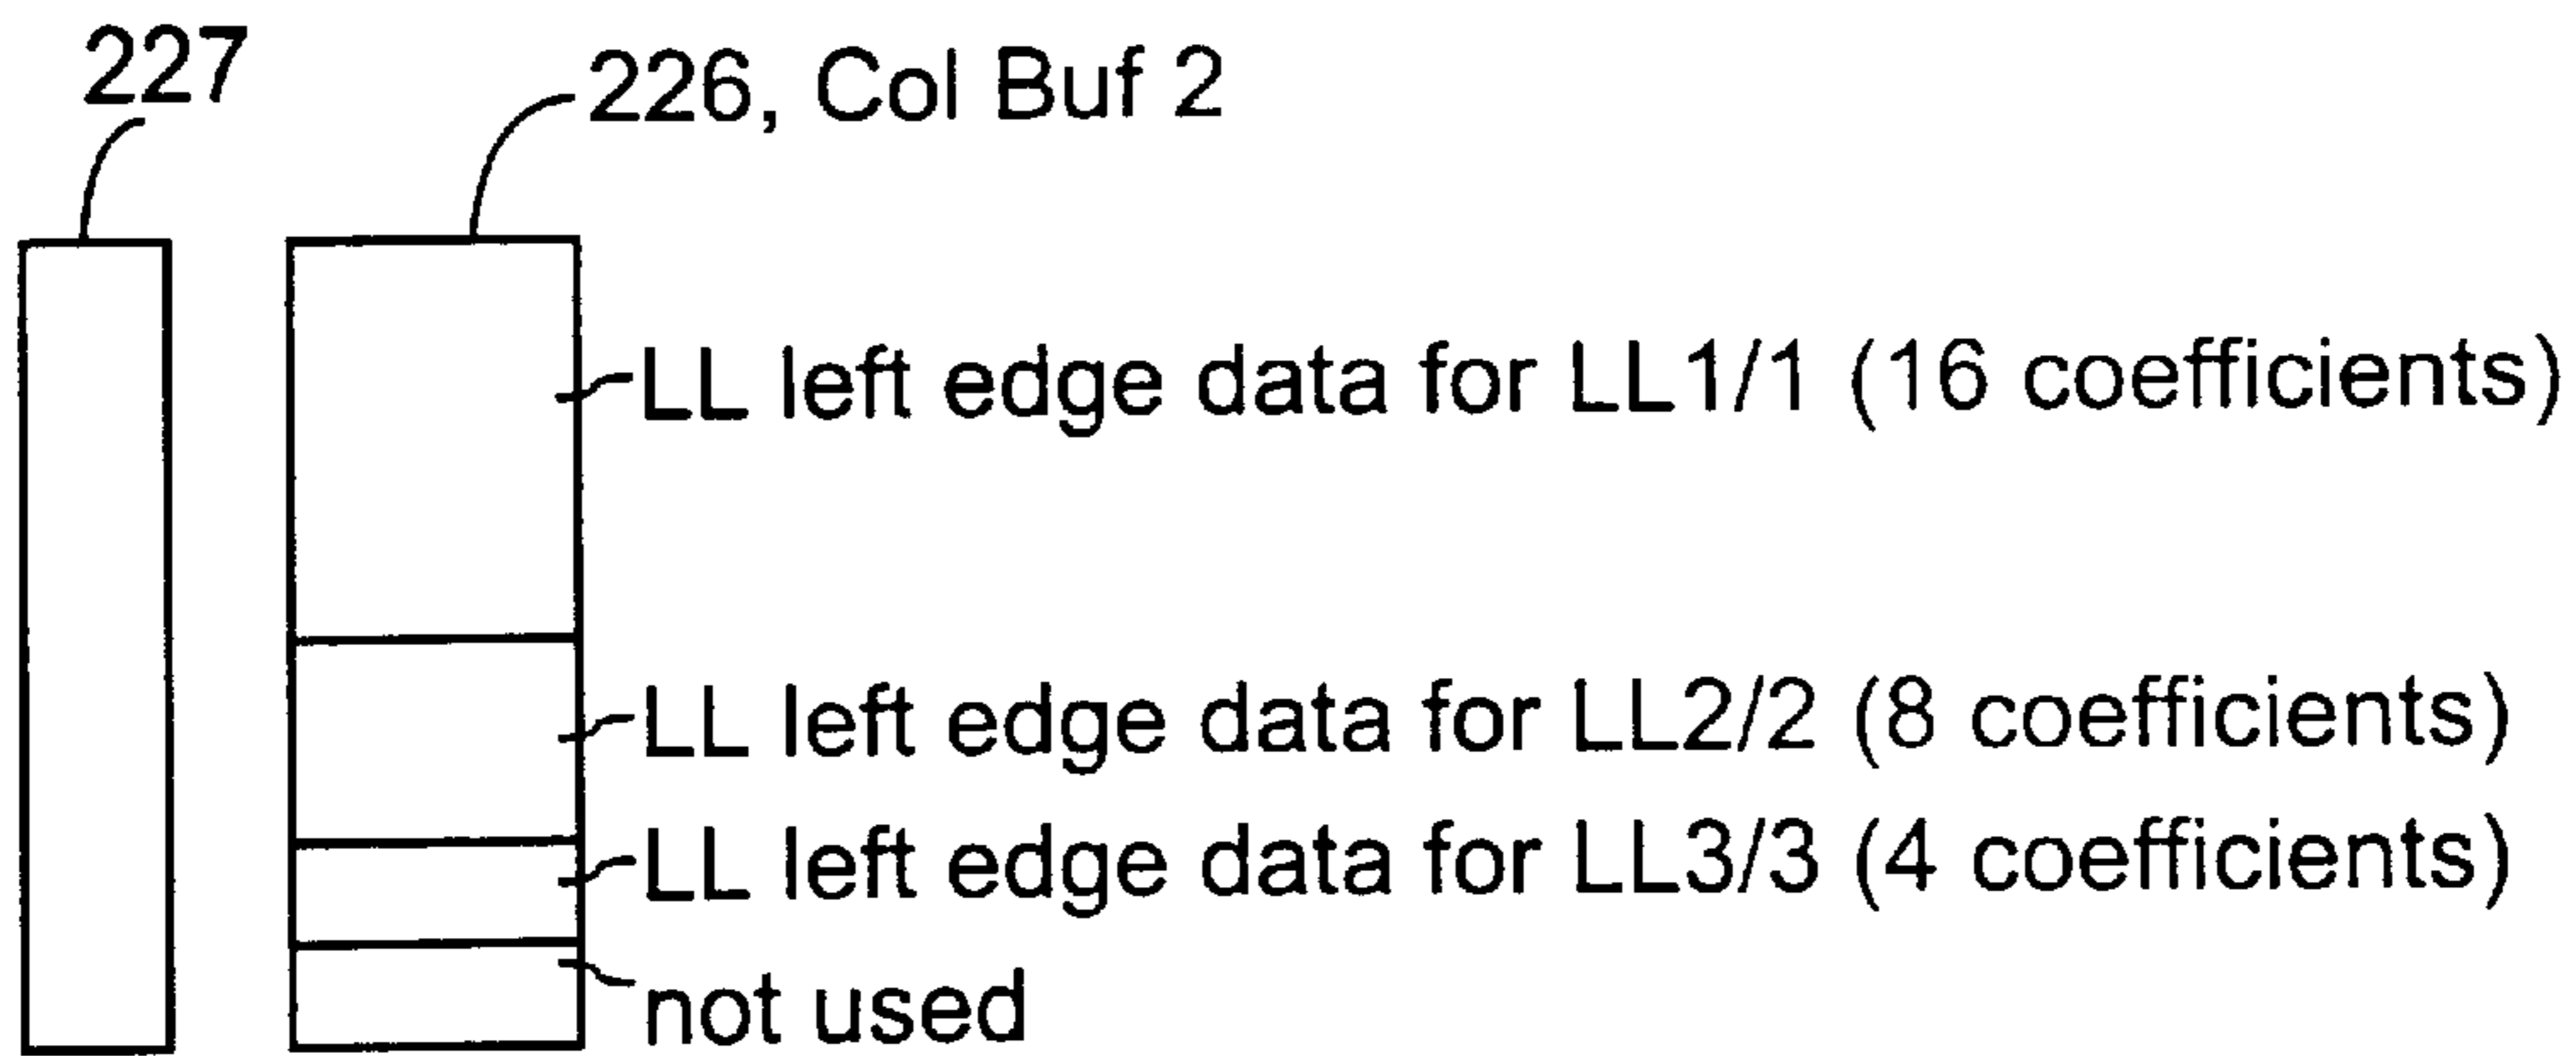 227
226, Col Buf 2
LL left edge data for LL1/1 (16 coefficients)
LL left edge data for LL2/2 (8 coefficients)
LL left edge data for LL3/3 (4 coefficients)
not used